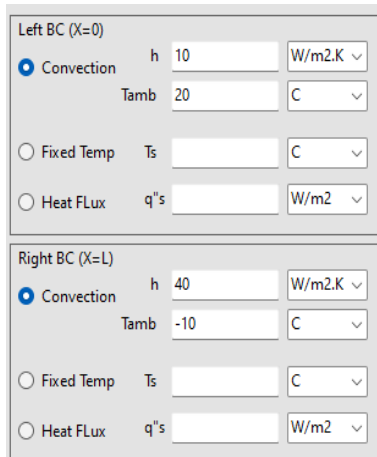 Left BC (X=0)
Convection h 10 W/m2.K
Tamb 20 C
Fixed Temp Ts C
Heat FLux q"s W/m2
Right BC (X=L)
Convection h 40 W/m2.K
Tamb -10 C
Fixed Temp Ts C
Heat FLux q"s W/m2